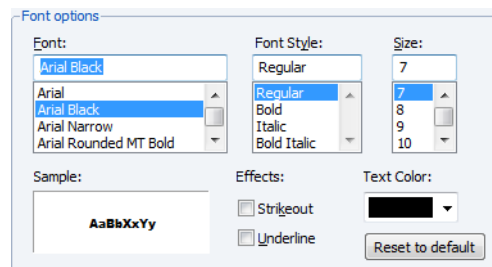 Font options
Font: Font Style: Size:
Arial Black Regular 7
Arial Regular 7
Arial Black Bold 8
Arial Narrow Italic 9
Arial Rounded MT Bold Bold Italic 10
Sample: Effects: Text Color:
Strikeout
AaBbXxYy
Underline
Reset to default